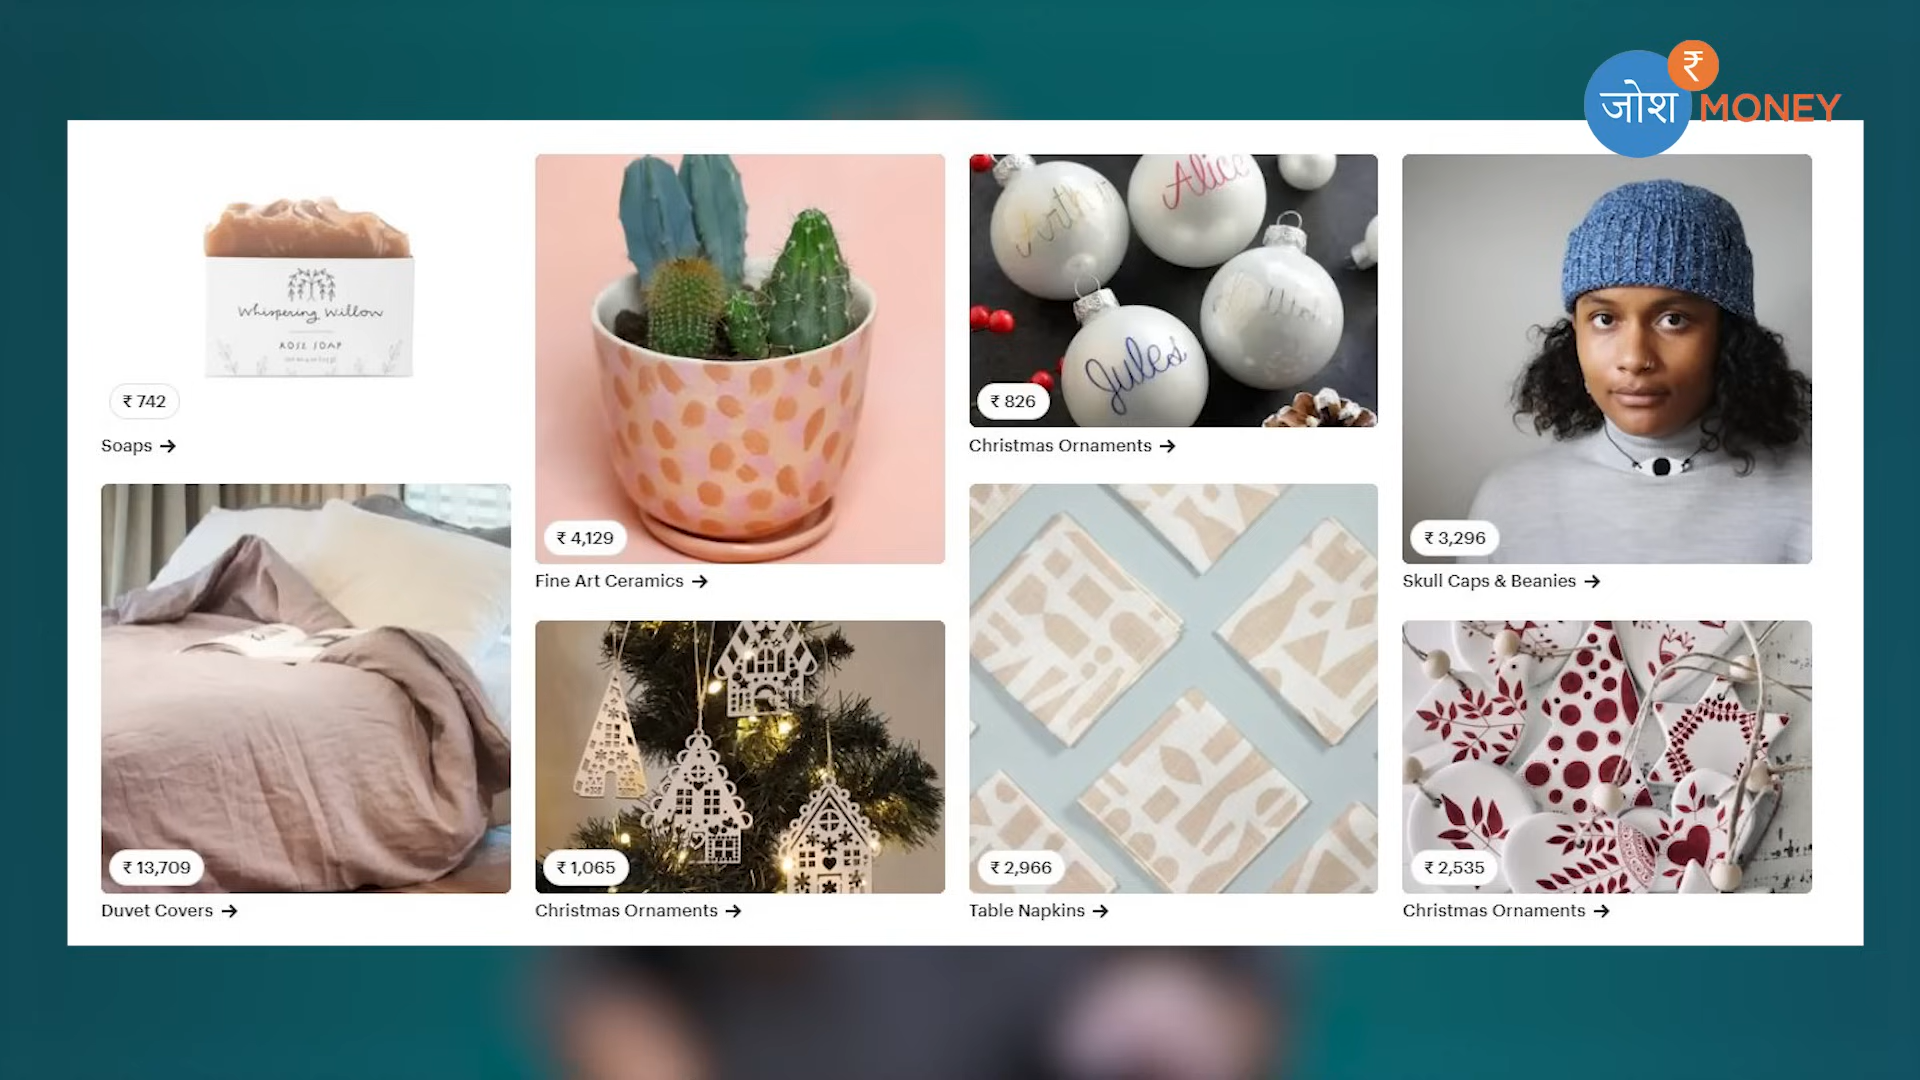 ₹
जोश MONEY
Whispering Willow
ROSE SOAP
₹ 742
Soaps →
Alice
Jules
₹ 826
Christmas Ornaments →
₹ 4,129
Fine Art Ceramics →
₹ 3,296
Skull Caps & Beanies →
₹ 13,709
Duvet Covers →
₹ 1,065
Christmas Ornaments →
₹ 2,966
Table Napkins →
₹ 2,535
Christmas Ornaments →